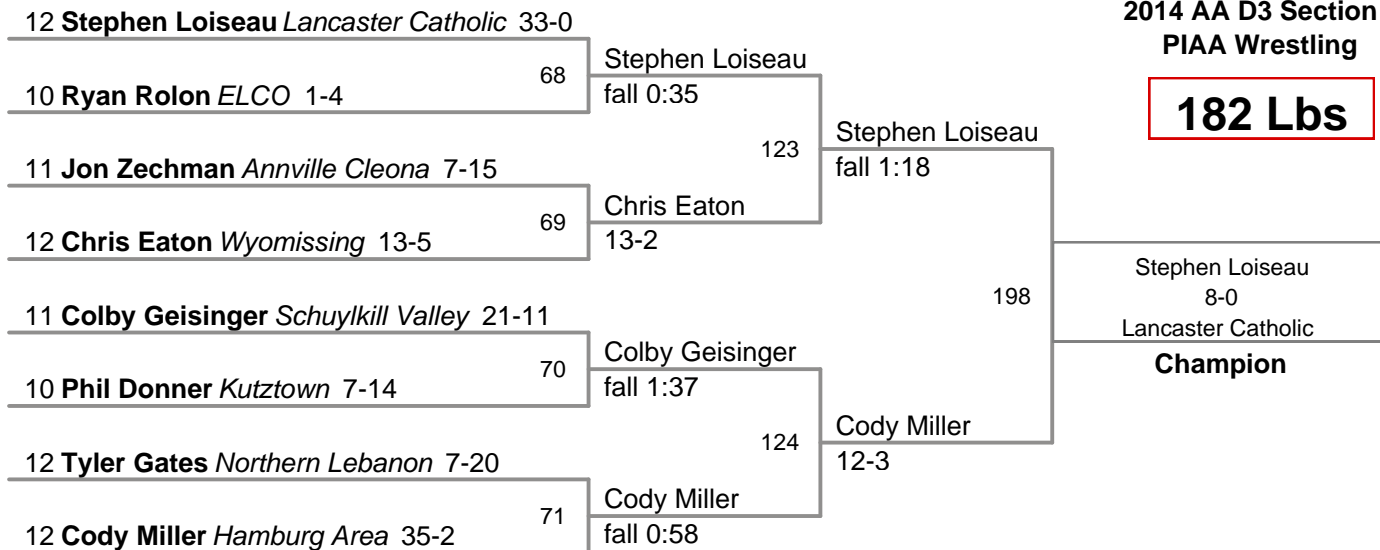 12 Stephen Loiseau Lancaster Catholic 33-0
10 Ryan Rolon ELCO 1-4
11 Jon Zechman Annville Cleona 7-15
12 Chris Eaton Wyomissing 13-5
11 Colby Geisinger Schuylkill Valley 21-11
10 Phil Donner Kutztown 7-14
12 Tyler Gates Northern Lebanon 7-20
12 Cody Miller Hamburg Area 35-2
68
69
70
71
Stephen Loiseau
fall 0:35
Chris Eaton
13-2
Colby Geisinger
fall 1:37
Cody Miller
fall 0:58
123
124
Stephen Loiseau
fall 1:18
Cody Miller
12-3
198
Stephen Loiseau
8-0
Lancaster Catholic
Champion
2014 AA D3 Section
PIAA Wrestling
182 Lbs